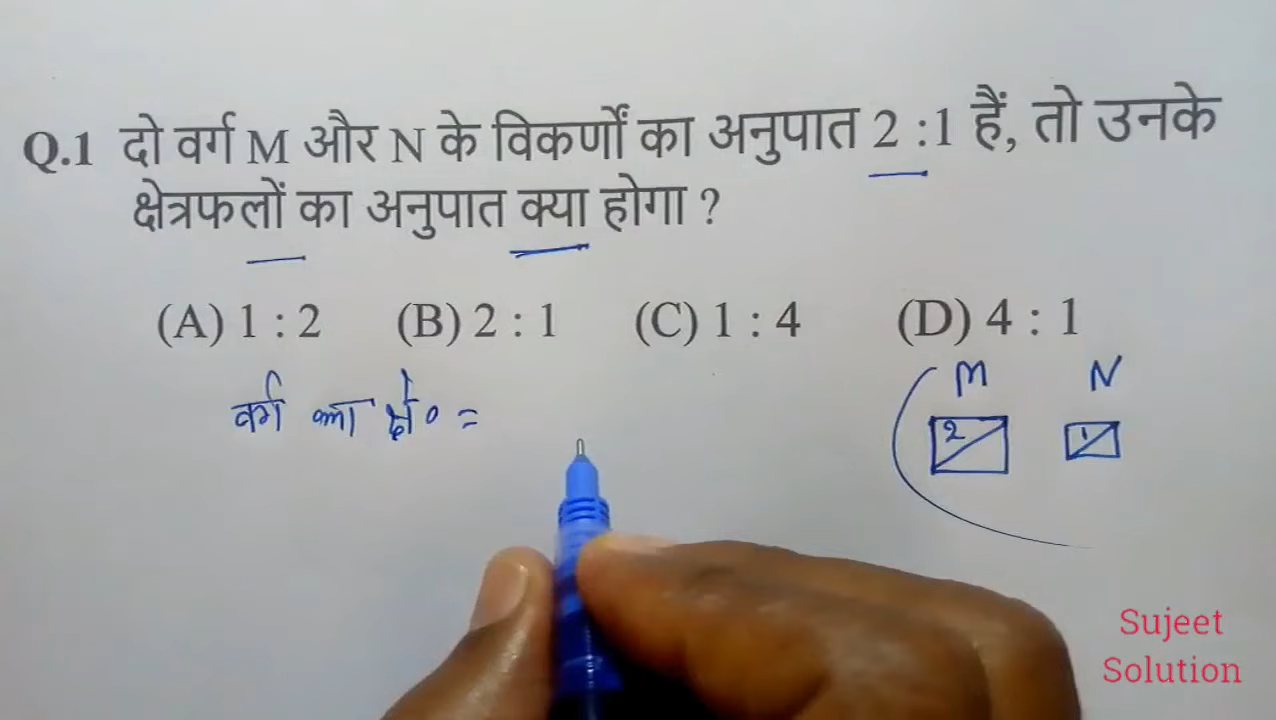 Q.1 दो वर्ग M और N के विकर्णों का अनुपात 2 :1 हैं, तो उनके
क्षेत्रफलों का अनुपात क्या होगा ?
(A) 1 : 2 (B) 2 : 1 (C) 1 : 4 (D) 4 : 1
वर्ग का क्षे० =
M N
2 1
Sujeet
Solution